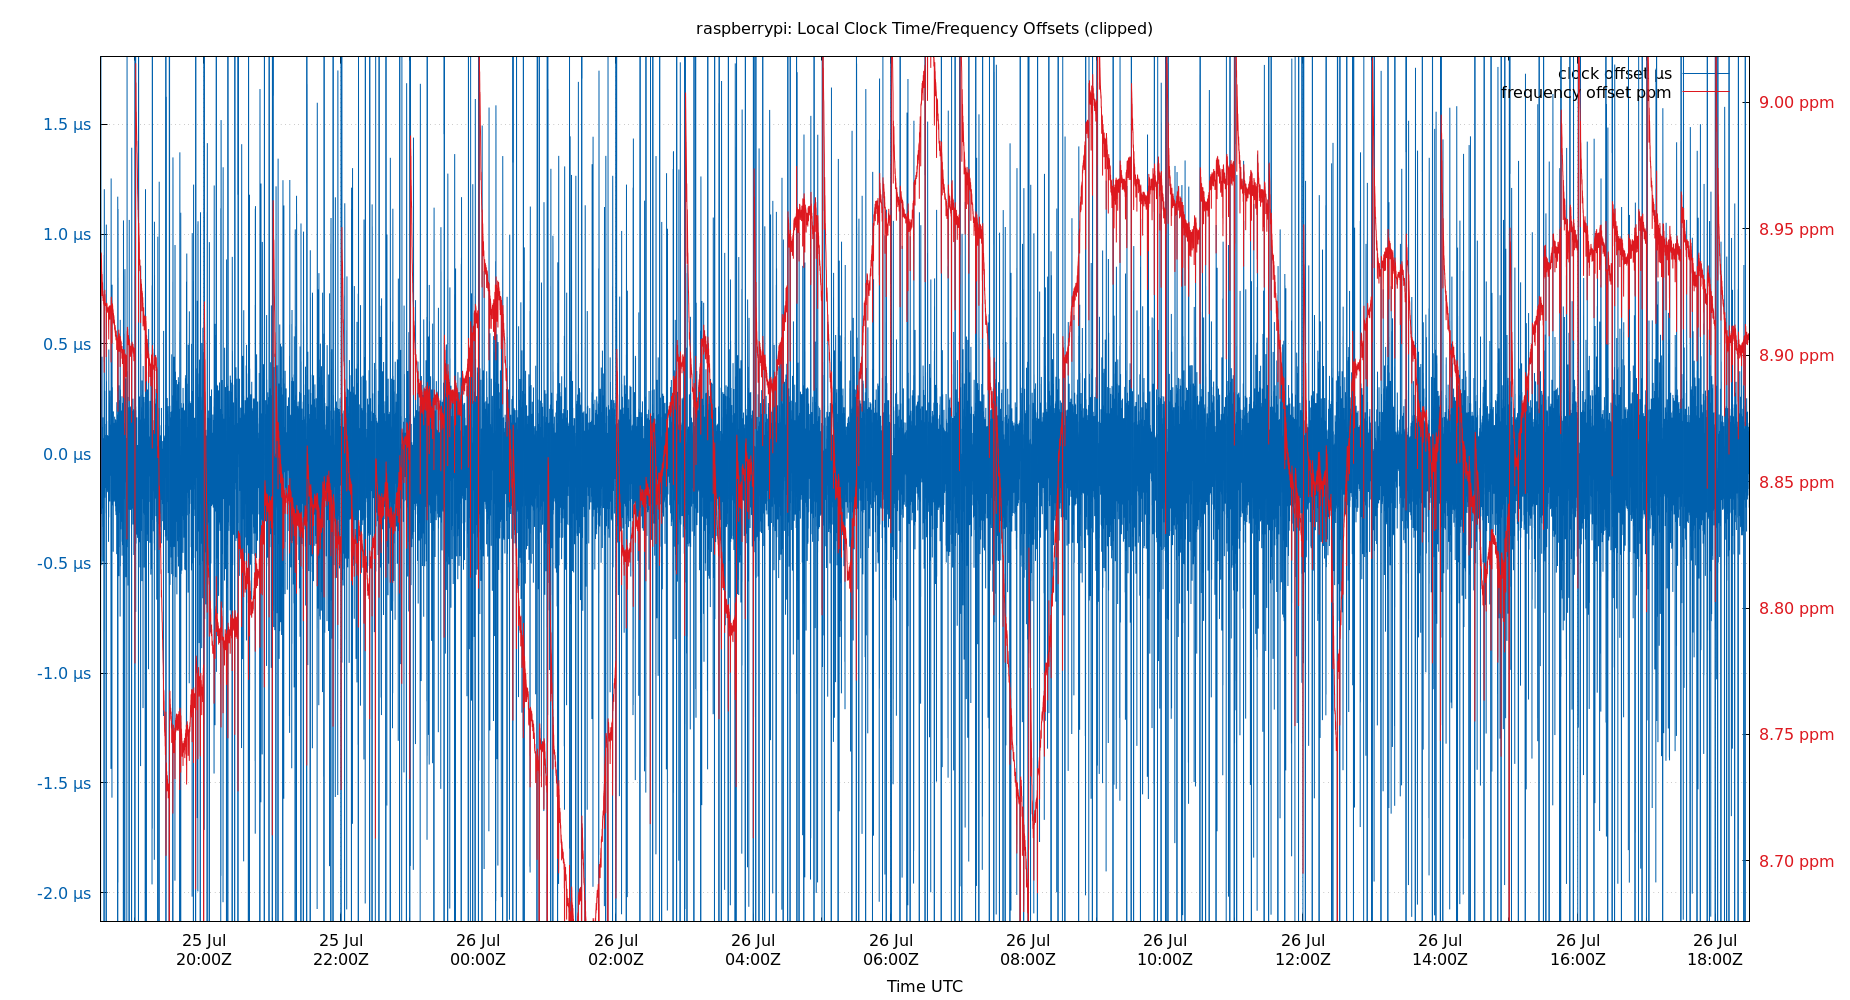 raspberrypi: Local Clock Time/Frequency Offsets (clipped)
clock offset µs
frequency offset ppm
1.5 µs
1.0 µs
0.5 µs
0.0 µs
-0.5 µs
-1.0 µs
-1.5 µs
-2.0 µs
9.00 ppm
8.95 ppm
8.90 ppm
8.85 ppm
8.80 ppm
8.75 ppm
8.70 ppm
25 Jul 25 Jul 26 Jul 26 Jul 26 Jul 26 Jul 26 Jul 26 Jul 26 Jul 26 Jul 26 Jul 26 Jul
20:00Z 22:00Z 00:00Z 02:00Z 04:00Z 06:00Z 08:00Z 10:00Z 12:00Z 14:00Z 16:00Z 18:00Z
Time UTC